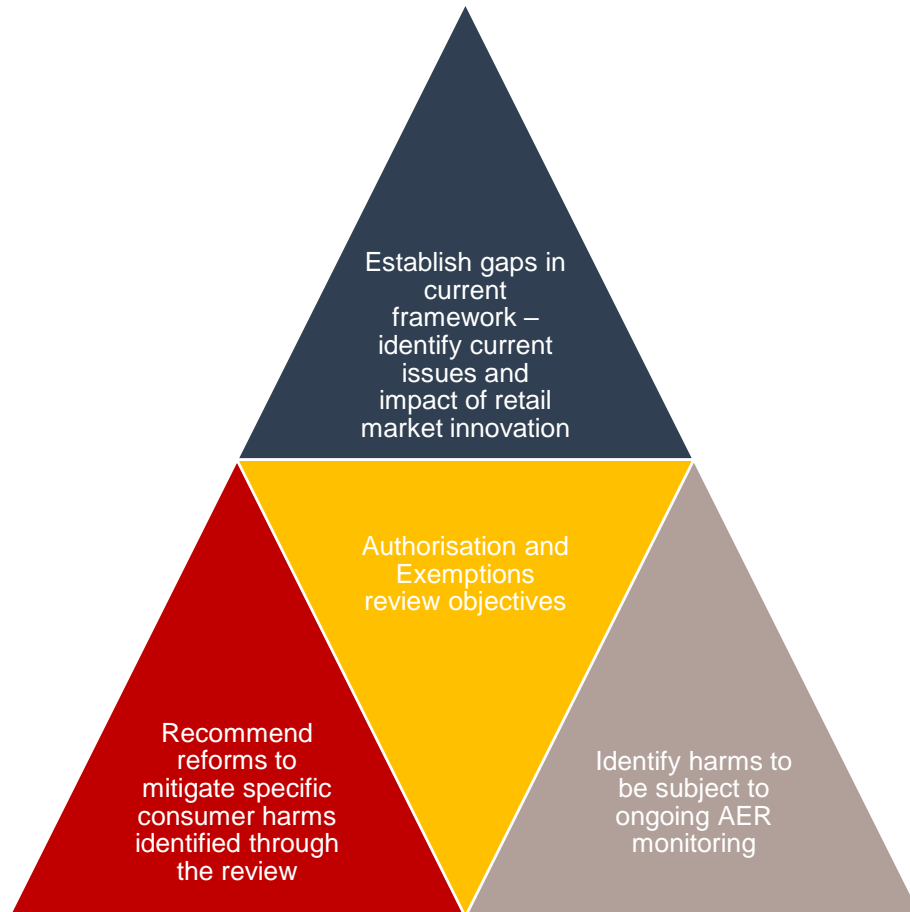 Establish gaps in
current
framework –
identify current
issues and
impact of retail
market innovation
Authorisation and
Exemptions
review objectives
Recommend
reforms to
mitigate specific
consumer harms
identified through
the review
Identify harms to
be subject to
ongoing AER
monitoring